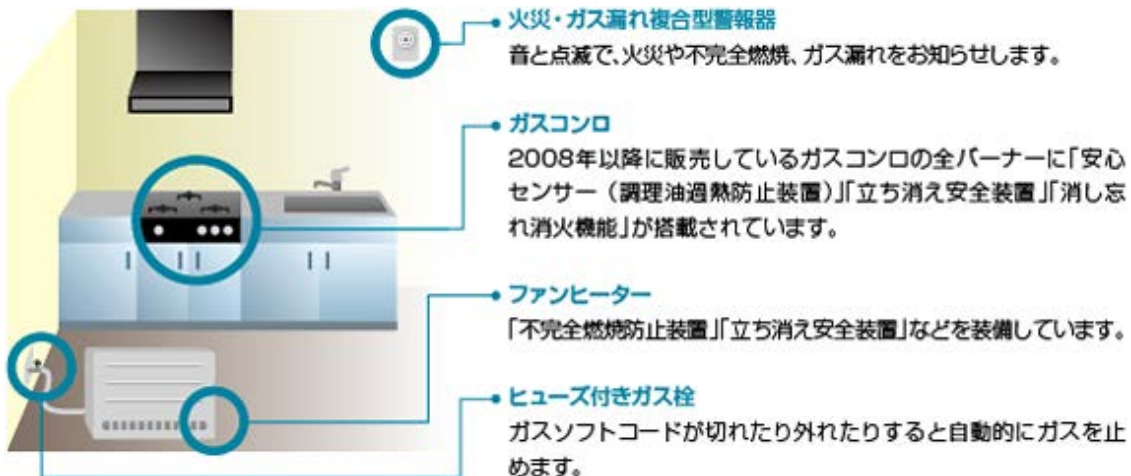 火災・ガス漏れ複合型警報器
音と点滅で、火災や不完全燃焼、ガス漏れをお知らせします。
ガスコンロ
2008年以降に販売しているガスコンロの全バーナーに「安心
センサー（調理油過熱防止装置）」「立ち消え安全装置」「消し忘
れ消火機能」が搭載されています。
ファンヒーター
「不完全燃焼防止装置」「立ち消え安全装置」などを装備しています。
ヒューズ付きガス栓
ガスソフトコードが切れたり外れたりすると自動的にガスを止
めます。